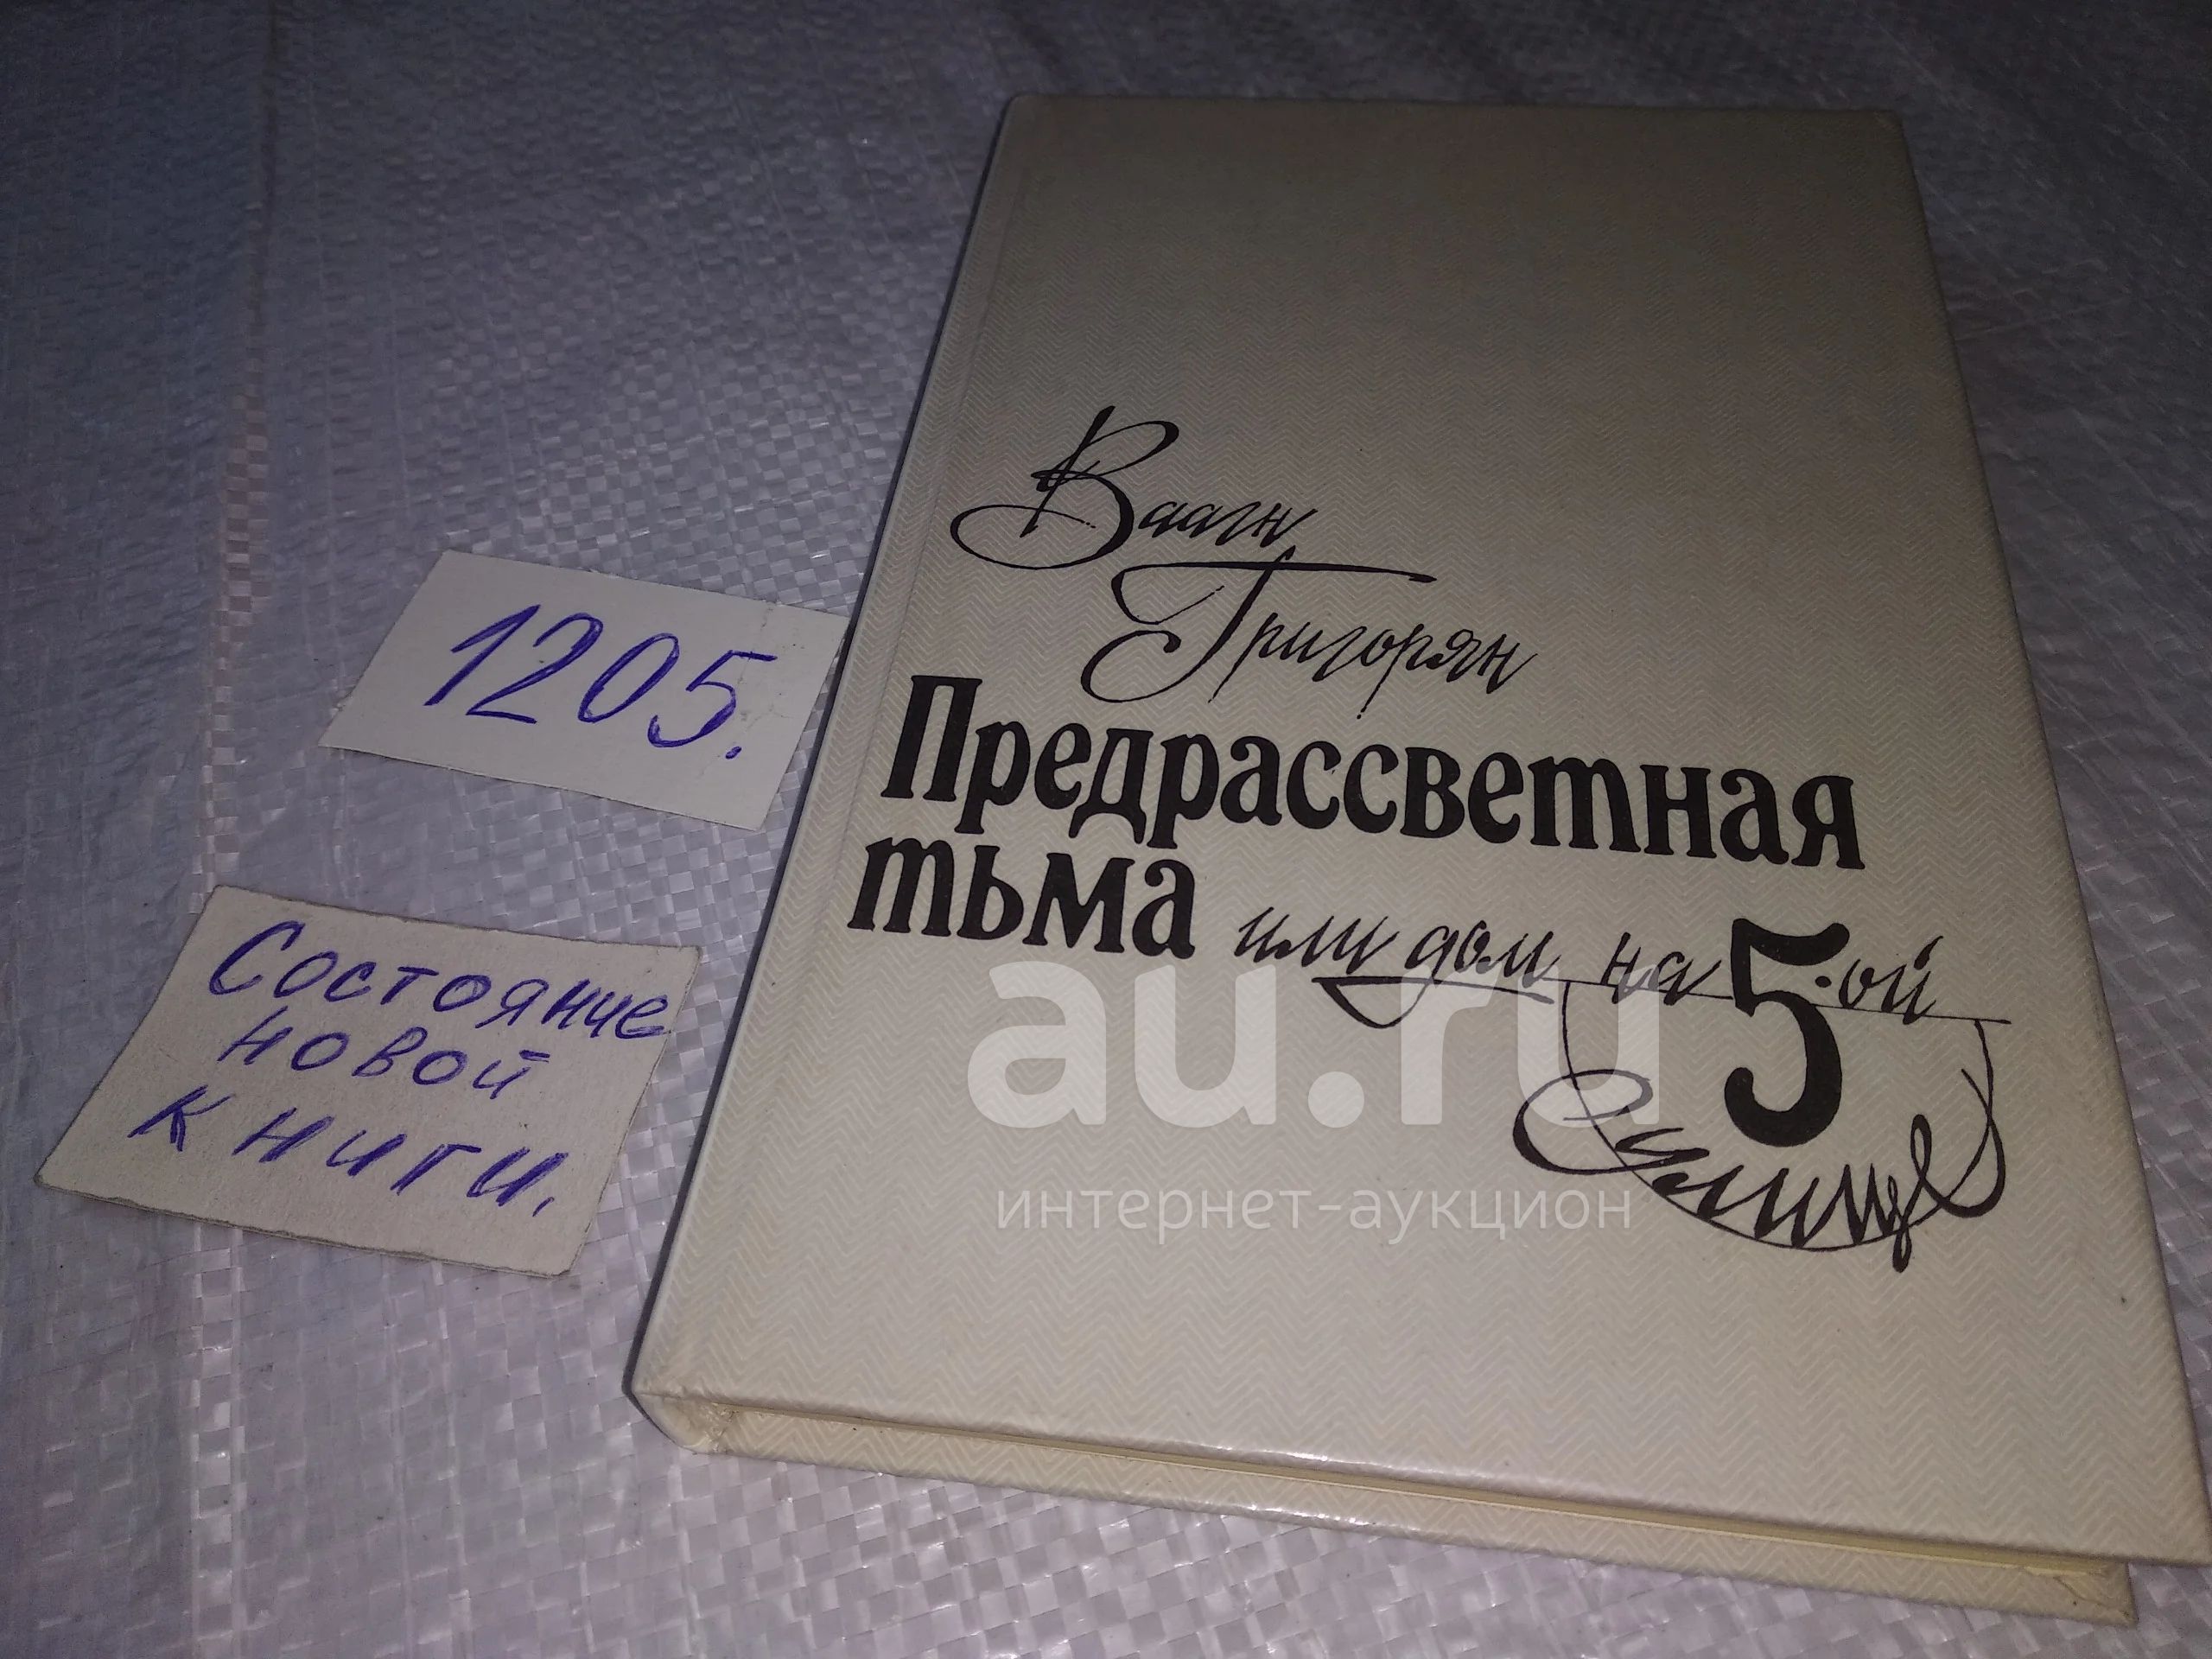 Ваагн
Григорян
Предрассветная
тьма или дом на 5-ой
улице
1205.
Состояние
новой
книги.
au.ru
интернет-аукцион